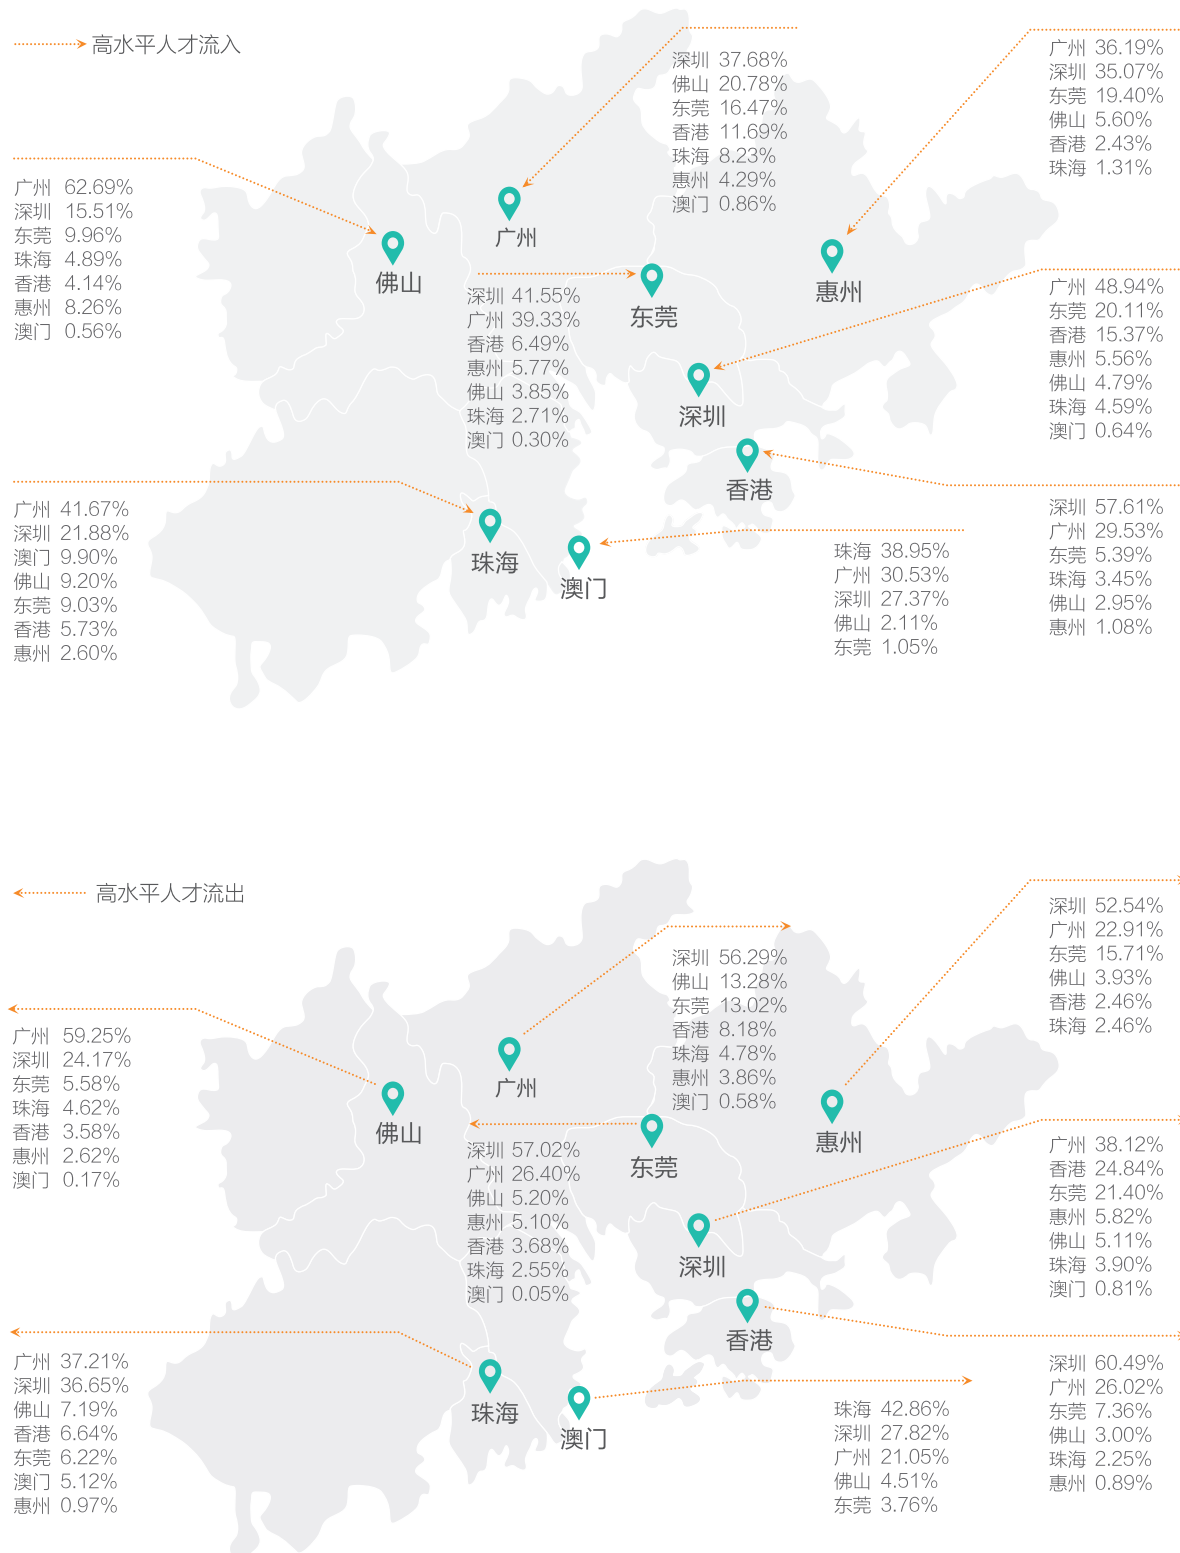 高水平人才流入
深圳 37.68%
佛山 20.78%
东莞 16.47%
香港 11.69%
珠海 8.23%
惠州 4.29%
澳门 0.86%
广州 36.19%
深圳 35.07%
东莞 19.40%
佛山 5.60%
香港 2.43%
珠海 1.31%
广州 62.69%
深圳 15.51%
东莞 9.96%
珠海 4.89%
香港 4.14%
惠州 8.26%
澳门 0.56%
广州
佛山
惠州
东莞
深圳 41.55%
广州 39.33%
香港 6.49%
惠州 5.77%
佛山 3.85%
珠海 2.71%
澳门 0.30%
广州 48.94%
东莞 20.11%
香港 15.37%
惠州 5.56%
佛山 4.79%
珠海 4.59%
澳门 0.64%
深圳
香港
广州 41.67%
深圳 21.88%
澳门 9.90%
佛山 9.20%
东莞 9.03%
香港 5.73%
惠州 2.60%
珠海
澳门
珠海 38.95%
广州 30.53%
深圳 27.37%
佛山 2.11%
东莞 1.05%
深圳 57.61%
广州 29.53%
东莞 5.39%
珠海 3.45%
佛山 2.95%
惠州 1.08%
高水平人才流出
深圳 56.29%
佛山 13.28%
东莞 13.02%
香港 8.18%
珠海 4.78%
惠州 3.86%
澳门 0.58%
深圳 52.54%
广州 22.91%
东莞 15.71%
佛山 3.93%
香港 2.46%
珠海 2.46%
广州 59.25%
深圳 24.17%
东莞 5.58%
珠海 4.62%
香港 3.58%
惠州 2.62%
澳门 0.17%
广州
佛山
惠州
东莞
深圳 57.02%
广州 26.40%
佛山 5.20%
惠州 5.10%
香港 3.68%
珠海 2.55%
澳门 0.05%
广州 38.12%
香港 24.84%
东莞 21.40%
惠州 5.82%
佛山 5.11%
珠海 3.90%
澳门 0.81%
深圳
香港
广州 37.21%
深圳 36.65%
佛山 7.19%
香港 6.64%
东莞 6.22%
澳门 5.12%
惠州 0.97%
珠海
澳门
珠海 42.86%
深圳 27.82%
广州 21.05%
佛山 4.51%
东莞 3.76%
深圳 60.49%
广州 26.02%
东莞 7.36%
佛山 3.00%
珠海 2.25%
惠州 0.89%